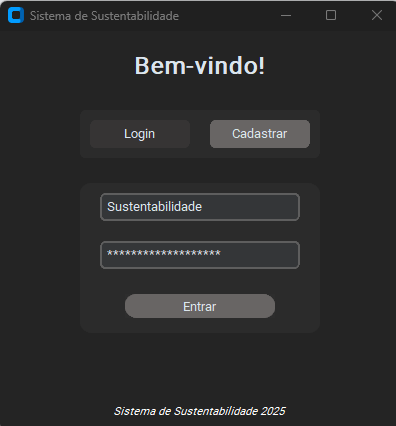 Sistema de Sustentabilidade
Bem-vindo!
Login Cadastrar
Sustentabilidade
*******************
Entrar
Sistema de Sustentabilidade 2025